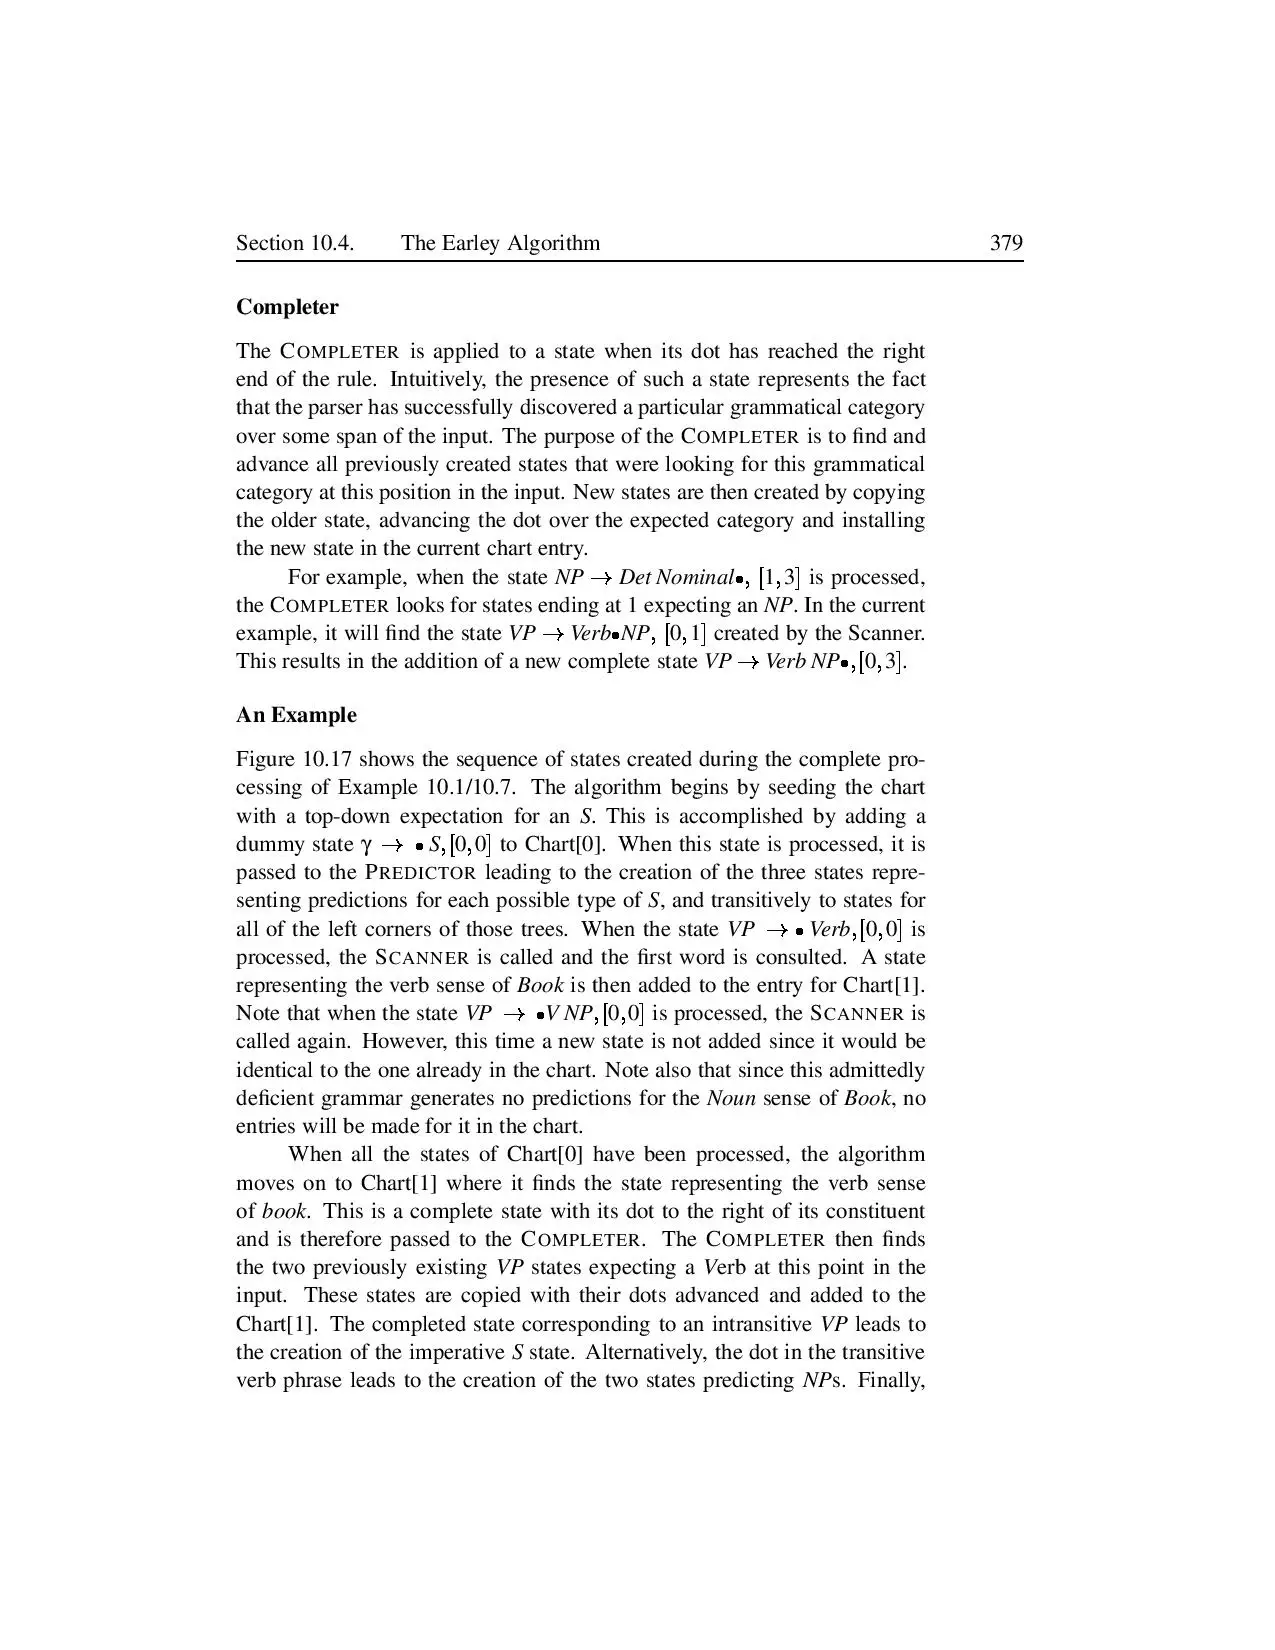 Section 10.4. The Earley Algorithm 379
Completer
The COMPLETER is applied to a state when its dot has reached the right
end of the rule. Intuitively, the presence of such a state represents the fact
that the parser has successfully discovered a particular grammatical category
over some span of the input. The purpose of the COMPLETER is to find and
advance all previously created states that were looking for this grammatical
category at this position in the input. New states are then created by copying
the older state, advancing the dot over the expected category and installing
the new state in the current chart entry.
For example, when the state NP → Det Nominal•, [1,3] is processed,
the COMPLETER looks for states ending at 1 expecting an NP. In the current
example, it will find the state VP → Verb•NP, [0,1] created by the Scanner.
This results in the addition of a new complete state VP → Verb NP•,[0,3].
An Example
Figure 10.17 shows the sequence of states created during the complete pro-
cessing of Example 10.1/10.7. The algorithm begins by seeding the chart
with a top-down expectation for an S. This is accomplished by adding a
dummy state γ → • S,[0,0] to Chart[0]. When this state is processed, it is
passed to the PREDICTOR leading to the creation of the three states repre-
senting predictions for each possible type of S, and transitively to states for
all of the left corners of those trees. When the state VP → • Verb,[0,0] is
processed, the SCANNER is called and the first word is consulted. A state
representing the verb sense of Book is then added to the entry for Chart[1].
Note that when the state VP → •V NP,[0,0] is processed, the SCANNER is
called again. However, this time a new state is not added since it would be
identical to the one already in the chart. Note also that since this admittedly
deficient grammar generates no predictions for the Noun sense of Book, no
entries will be made for it in the chart.
When all the states of Chart[0] have been processed, the algorithm
moves on to Chart[1] where it finds the state representing the verb sense
of book. This is a complete state with its dot to the right of its constituent
and is therefore passed to the COMPLETER. The COMPLETER then finds
the two previously existing VP states expecting a Verb at this point in the
input. These states are copied with their dots advanced and added to the
Chart[1]. The completed state corresponding to an intransitive VP leads to
the creation of the imperative S state. Alternatively, the dot in the transitive
verb phrase leads to the creation of the two states predicting NPs. Finally,